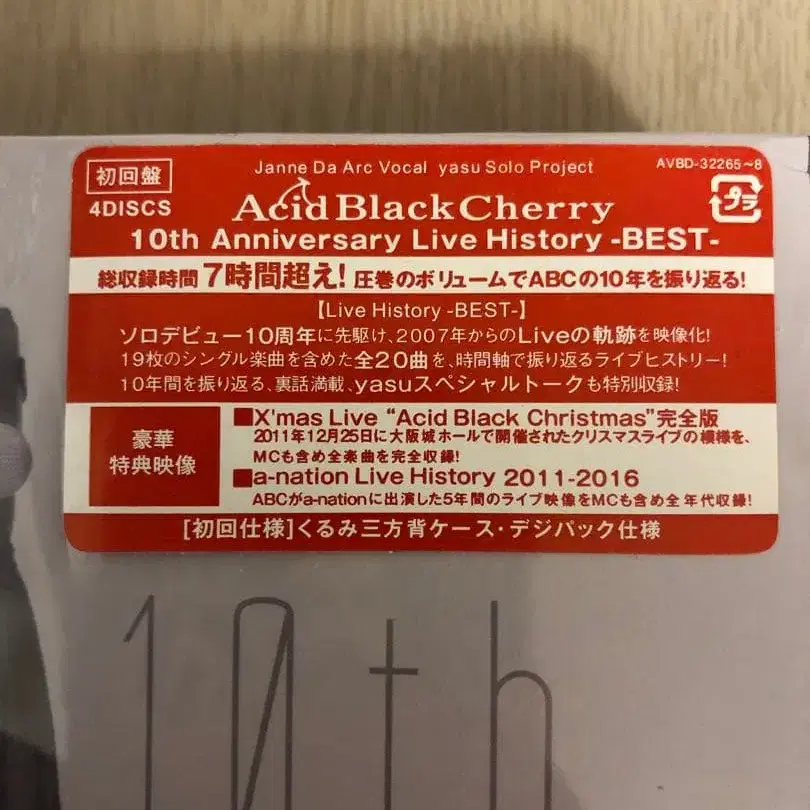 初回盤
4DISCS
Janne Da Arc Vocal yasu Solo Project
AVBD-32265~8
プラ
Acid Black Cherry
10th Anniversary Live History -BEST-
総収録時間7時間超え!圧巻のボリュームでABCの10年を振り返る!
【Live History -BEST-】
ソロデビュー10周年に先駆け、2007年からのLiveの軌跡を映像化!
19枚のシングル楽曲を含めた全20曲を、時間軸で振り返るライブヒストリー!
10年間を振り返る、裏話満載、yasuスペシャルトークも特別収録!
豪華
特典映像
■X'mas Live “Acid Black Christmas”完全版
2011年12月25日に大阪城ホールで開催されたクリスマスライブの模様を、
MCも含め全楽曲を完全収録!
■a-nation Live History 2011-2016
ABCがa-nationに出演した5年間のライブ映像をMCも含め全年代収録!
[初回仕様]くるみ三方背ケース・デジパック仕様
10th